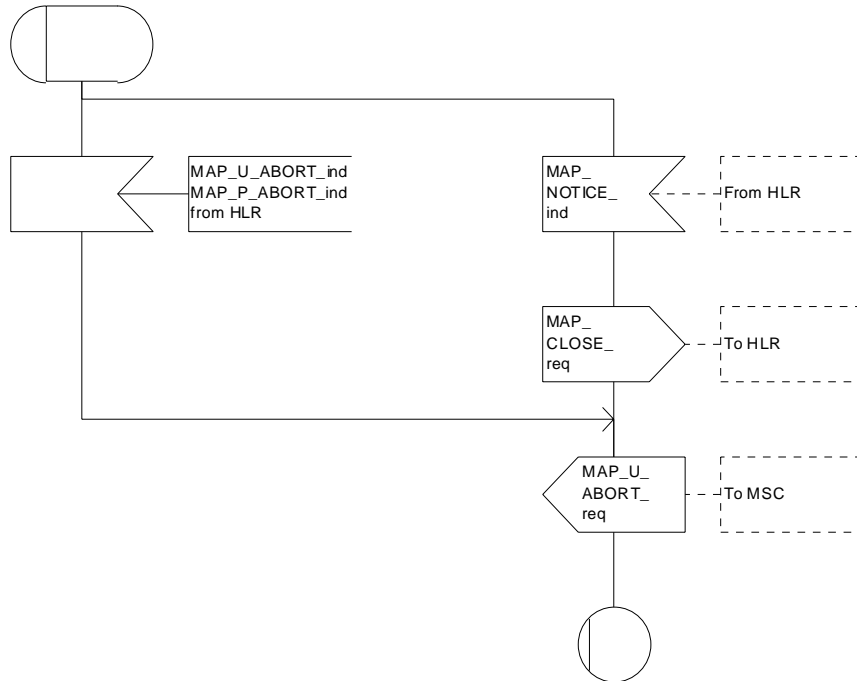 MAP_U_ABORT_ind
MAP_P_ABORT_ind
from HLR
MAP_
NOTICE_
ind
From HLR
MAP_
CLOSE_
req
To HLR
MAP_U_
ABORT_
req
To MSC